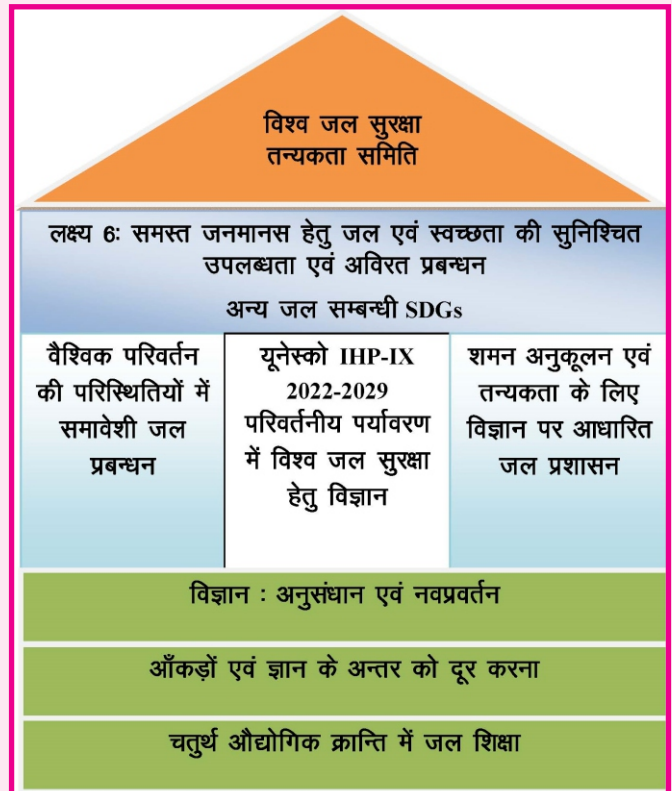 विश्व जल सुरक्षा
तन्यकता समिति
लक्ष्य 6: समस्त जनमानस हेतु जल एवं स्वच्छता की सुनिश्चित
उपलब्धता एवं अविरत प्रबन्धन
अन्य जल सम्बन्धी SDGs
वैश्विक परिवर्तन
की परिस्थितियों में
समावेशी जल
प्रबन्धन
यूनेस्को IHP-IX
2022-2029
परिवर्तनीय पर्यावरण
में विश्व जल सुरक्षा
हेतु विज्ञान
शमन अनुकूलन एवं
तन्यकता के लिए
विज्ञान पर आधारित
जल प्रशासन
विज्ञान : अनुसंधान एवं नवप्रवर्तन
आँकड़ों एवं ज्ञान के अन्तर को दूर करना
चतुर्थ औद्योगिक क्रान्ति में जल शिक्षा